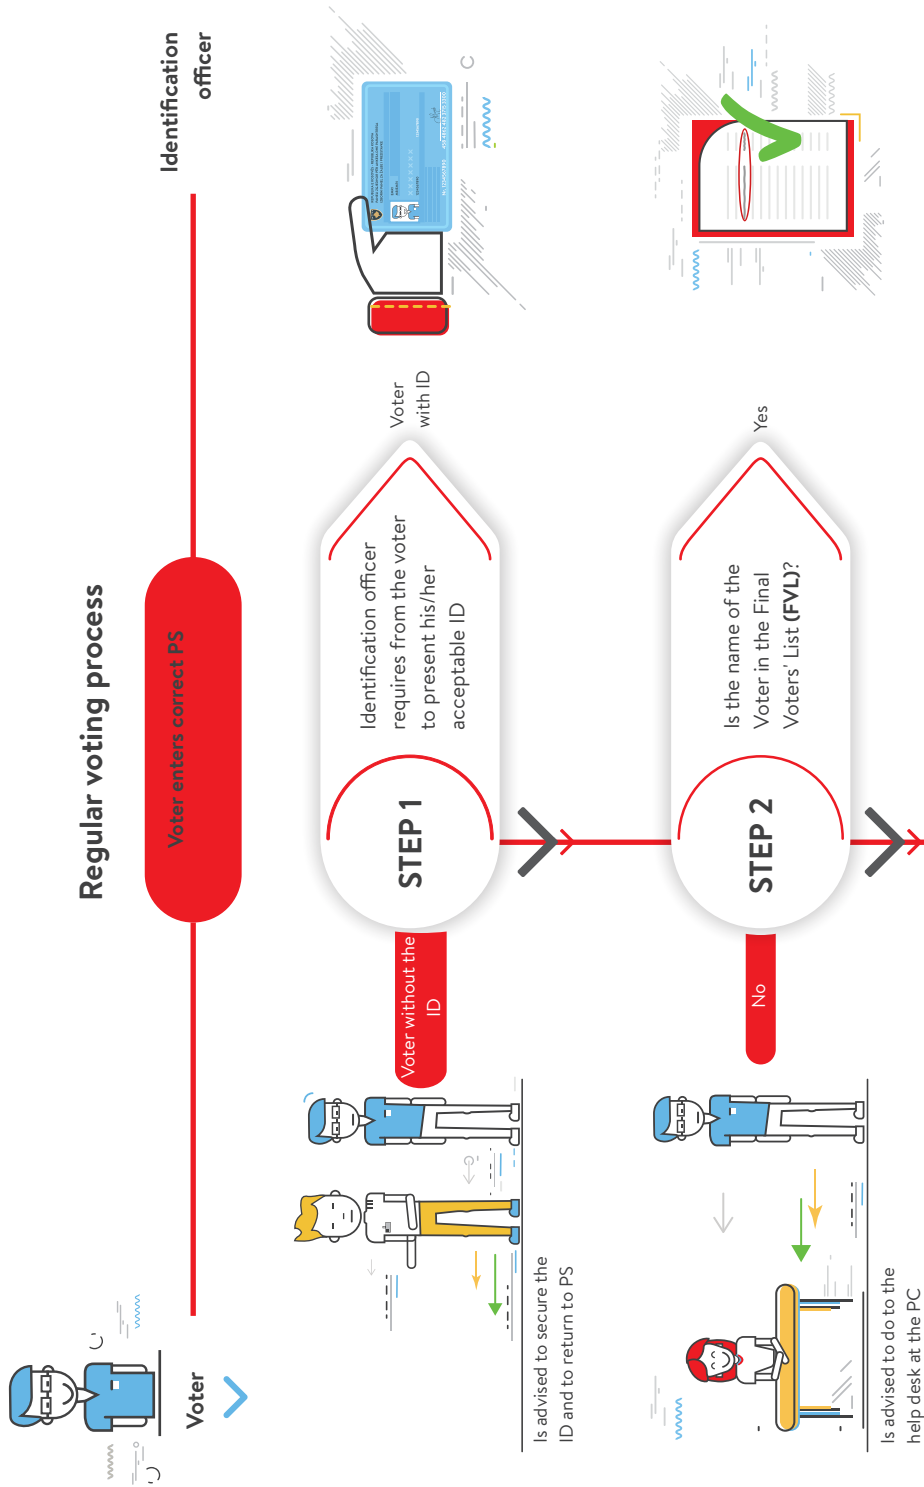 Regular voting process
Voter
Voter enters correct PS
Identification
officer
Voter without the
ID
STEP 1
Identification officer
requires from the voter
to present his/her
acceptable ID
Voter
with ID
Is advised to secure the
ID and to return to PS
No
STEP 2
Is the name of the
Voter in the Final
Voters' List (FVL)?
Yes
Is advised to do to the
help desk at the PC